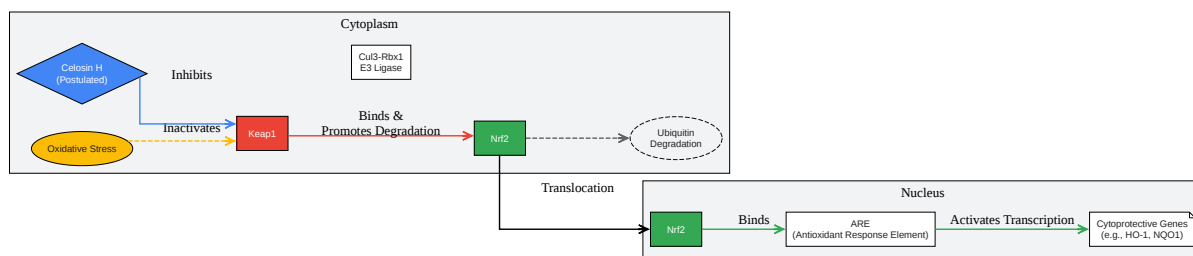 Cytoplasm
Cul3-Rbx1
E3 Ligase
Celosin H
(Postulated)
Inhibits
Inactivates
Oxidative Stress
Keap1
Binds &
Promotes Degradation
Nrf2
Ubiquitin
Degradation
Translocation
Nucleus
Nrf2
Binds
ARE
(Antioxidant Response Element)
Activates Transcription
Cytoprotective Genes
(e.g., HO-1, NQO1)